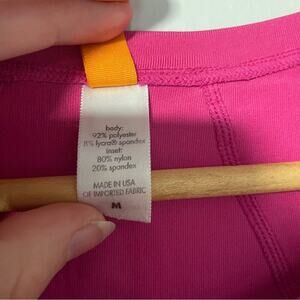 body:
92% polyester
8% lycra® spandex
inset:
80% nylon
20% spandex
MADE IN USA
OF IMPORTED FABRIC
M